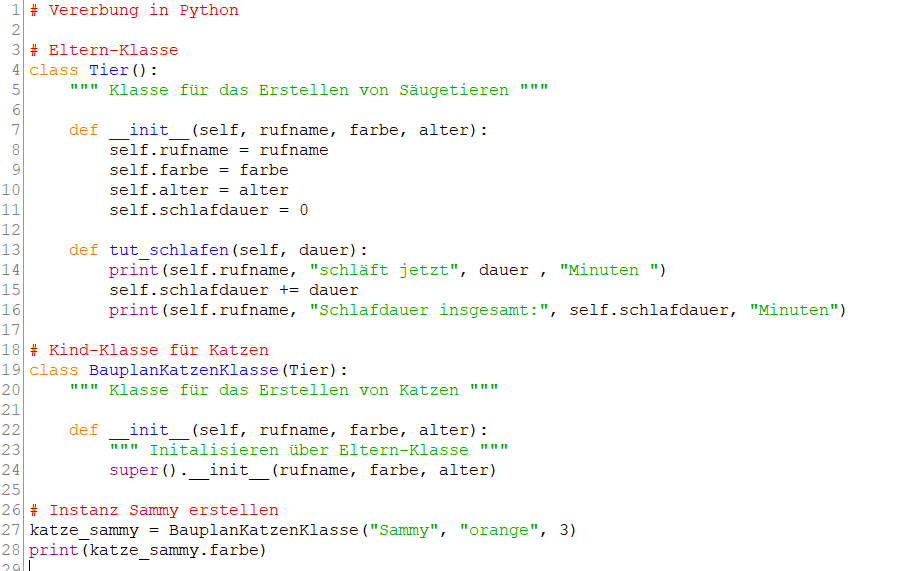 1 # Vererbung in Python
2
3 # Eltern-Klasse
4 class Tier():
5     """ Klasse für das Erstellen von Säugetieren """
6
7     def __init__(self, rufname, farbe, alter):
8         self.rufname = rufname
9         self.farbe = farbe
10         self.alter = alter
11         self.schlafdauer = 0
12
13     def tut_schlafen(self, dauer):
14         print(self.rufname, "schläft jetzt", dauer , "Minuten ")
15         self.schlafdauer += dauer
16         print(self.rufname, "Schlafdauer insgesamt:", self.schlafdauer, "Minuten")
17
18 # Kind-Klasse für Katzen
19 class BauplanKatzenKlasse(Tier):
20     """ Klasse für das Erstellen von Katzen """
21
22     def __init__(self, rufname, farbe, alter):
23         """ Initalisieren über Eltern-Klasse """
24         super().__init__(rufname, farbe, alter)
25
26 # Instanz Sammy erstellen
27 katze_sammy = BauplanKatzenKlasse("Sammy", "orange", 3)
28 print(katze_sammy.farbe)
29